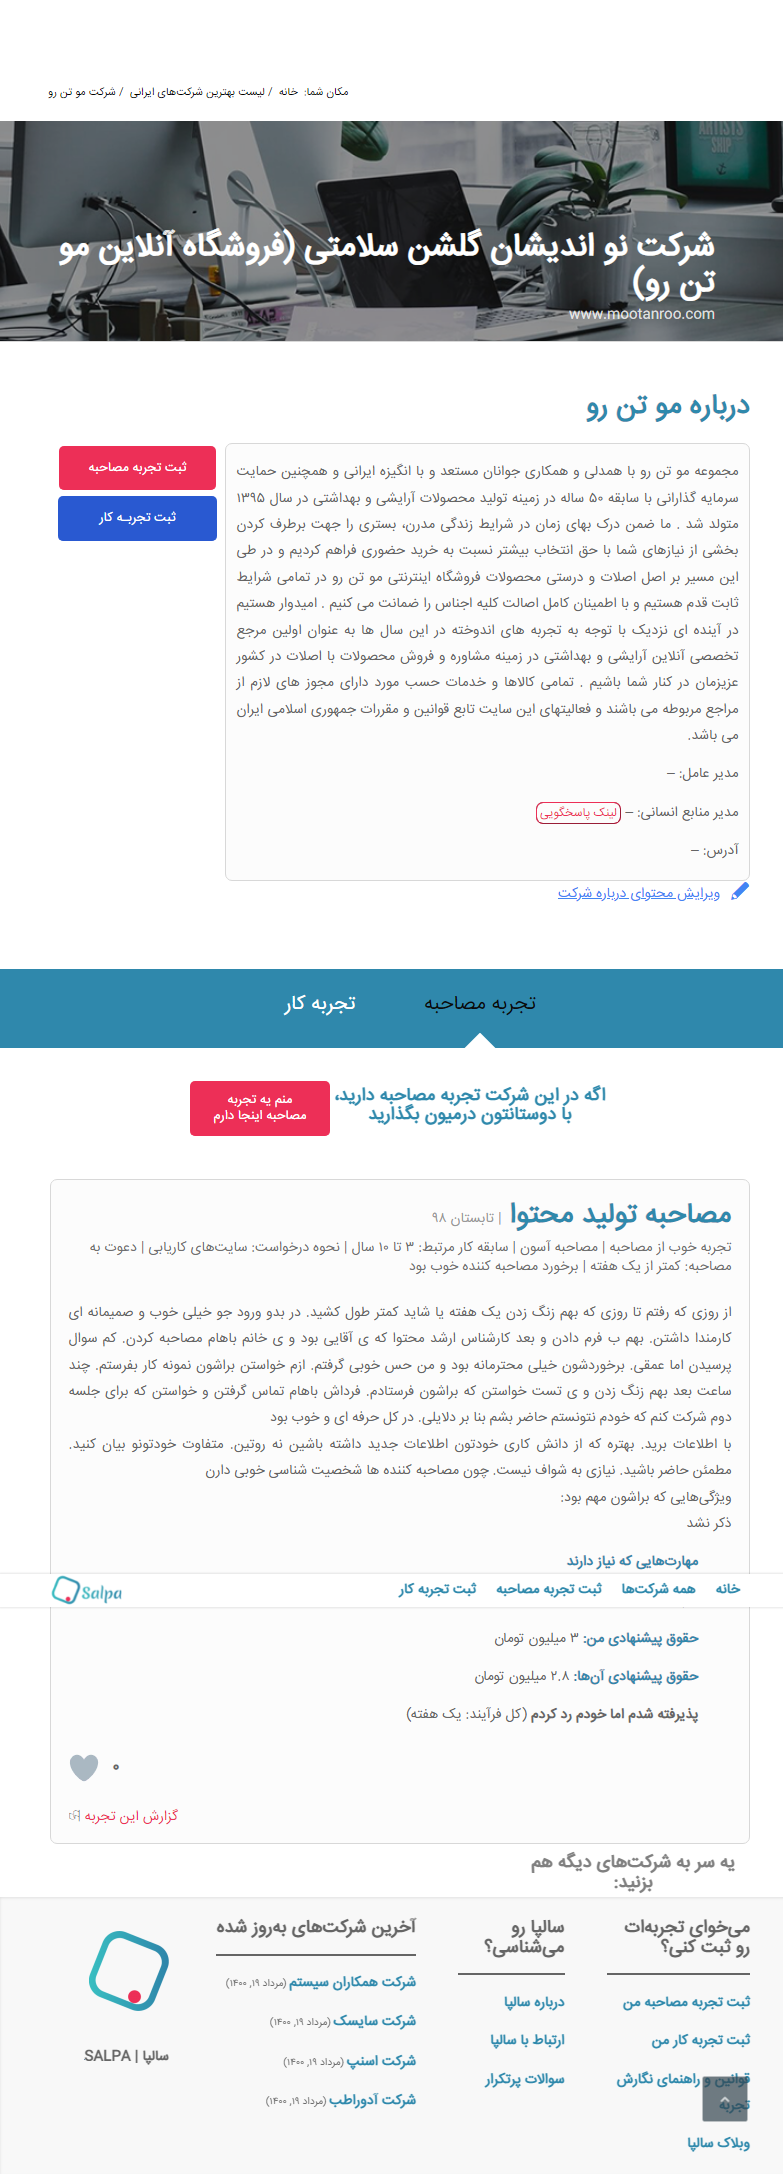 مکان شما: خانه / لیست بهترین شرکت‌های ایرانی / شرکت مو تن رو
ARTISTS
SHIP
شرکت نو اندیشان گلشن سلامتی (فروشگاه آنلاین مو
تن رو)
www.mootanroo.com
درباره مو تن رو
ثبت تجربه مصاحبه
ثبت تجربـه کار
مجموعه مو تن رو با همدلی و همکاری جوانان مستعد و با انگیزه ایرانی و همچنین حمایت
سرمایه گذارانی با سابقه ۵۰ ساله در زمینه تولید محصولات آرایشی و بهداشتی در سال ۱۳۹۵
متولد شد . ما ضمن درک بهای زمان در شرایط زندگی مدرن، بستری را جهت برطرف کردن
بخشی از نیازهای شما با حق انتخاب بیشتر نسبت به خرید حضوری فراهم کردیم و در طی
این مسیر بر اصل اصلات و درستی محصولات فروشگاه اینترنتی مو تن رو در تمامی شرایط
ثابت قدم هستیم و با اطمینان کامل اصالت کلیه اجناس را ضمانت می کنیم . امیدوار هستیم
در آینده ای نزدیک با توجه به تجربه های اندوخته در این سال ها به عنوان اولین مرجع
تخصصی آنلاین آرایشی و بهداشتی در زمینه مشاوره و فروش محصولات با اصلات در کشور
عزیزمان در کنار شما باشیم . تمامی کالاها و خدمات حسب مورد دارای مجوز های لازم از
مراجع مربوطه می باشند و فعالیتهای این سایت تابع قوانین و مقررات جمهوری اسلامی ایران
می باشد.
مدیر عامل: –
مدیر منابع انسانی: – لینک پاسخگویی
آدرس: –
ویرایش محتوای درباره شرکت
تجربه مصاحبه
تجربه کار
اگه در این شرکت تجربه مصاحبه دارید،
با دوستانتون درمیون بگذارید
منم یه تجربه
مصاحبه اینجا دارم
مصاحبه تولید محتوا | تابستان ۹۸
تجربه خوب از مصاحبه | مصاحبه آسون | سابقه کار مرتبط: ۳ تا ۱۰ سال | نحوه درخواست: سایت‌های کاریابی | دعوت به
مصاحبه: کمتر از یک هفته | برخورد مصاحبه کننده خوب بود
از روزی که رفتم تا روزی که بهم زنگ زدن یک هفته یا شاید کمتر طول کشید. در بدو ورود جو خیلی خوب و صمیمانه ای
کارمندا داشتن. بهم ب فرم دادن و بعد کارشناس ارشد محتوا که ی آقایی بود و ی خانم باهام مصاحبه کردن. کم سوال
پرسیدن اما عمقی. برخوردشون خیلی محترمانه بود و من حس خوبی گرفتم. ازم خواستن براشون نمونه کار بفرستم. چند
ساعت بعد بهم زنگ زدن و ی تست خواستن که براشون فرستادم. فرداش باهام تماس گرفتن و خواستن که برای جلسه
دوم شرکت کنم که خودم نتونستم حاضر بشم بنا بر دلایلی. در کل حرفه ای و خوب بود
با اطلاعات برید. بهتره که از دانش کاری خودتون اطلاعات جدید داشته باشین نه روتین. متفاوت خودتونو بیان کنید.
مطمئن حاضر باشید. نیازی به شواف نیست. چون مصاحبه کننده ها شخصیت شناسی خوبی دارن
ویژگی‌هایی که براشون مهم بود:
ذکر نشد
مهارت‌هایی که نیاز دارند
خانه
همه شرکت‌ها
ثبت تجربه مصاحبه
ثبت تجربه کار
Salpa
حقوق پیشنهادی من: ۳ میلیون تومان
حقوق پیشنهادی آن‌ها: ۲.۸ میلیون تومان
پذیرفته شدم اما خودم رد کردم (کل فرآیند: یک هفته)
۰
گزارش این تجربه
یه سر به شرکت‌های دیگه هم
بزنید:
می‌خوای تجربه‌ات
رو ثبت کنی؟
ثبت تجربه مصاحبه من
ثبت تجربه کار من
قوانین و راهنمای نگارش
تجربه
وبلاک سالپا
سالپا رو
می‌شناسی؟
درباره سالپا
ارتباط با سالپا
سوالات پرتکرار
آخرین شرکت‌های به‌روز شده
شرکت همکاران سیستم (مرداد ۱۹, ۱۴۰۰)
شرکت سایسک (مرداد ۱۹, ۱۴۰۰)
شرکت اسنپ (مرداد ۱۹, ۱۴۰۰)
شرکت آدوراطب (مرداد ۱۹, ۱۴۰۰)
سالپا | SALPA